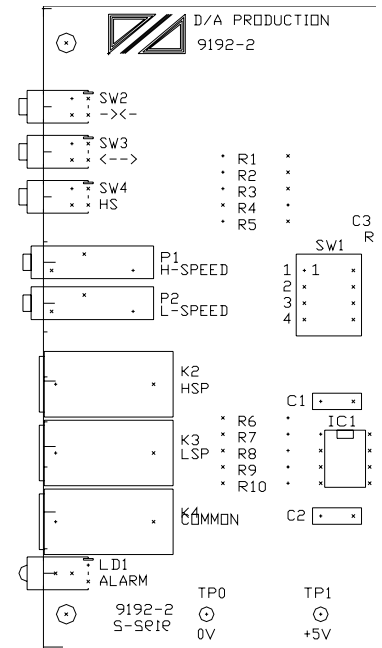 D/A PRODUCTION
9192-2
SW2
-><-
SW3
<-->
SW4
HS
R1
R2
R3
R4
R5
C3
R
SW1
1 1
2
3
4
P1
H-SPEED
P2
L-SPEED
K2
HSP
K3
LSP
K4
COMMON
C1
IC1
R6
R7
R8
R9
R10
C2
LD1
ALARM
9192-2
9192-2
TP0
0V
TP1
+5V